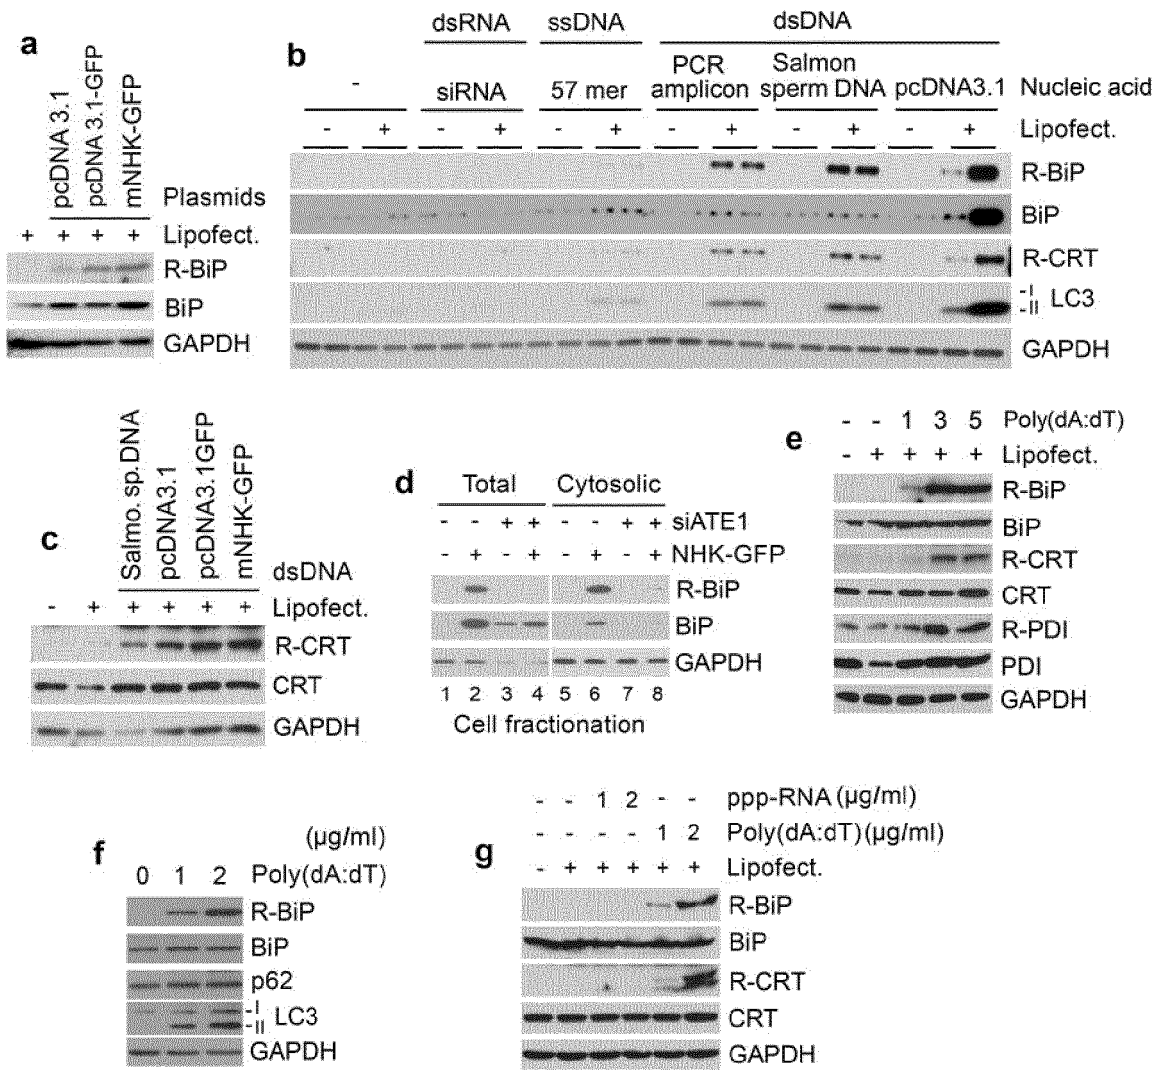 a
pcDNA 3.1
pcDNA 3.1-GFP
mNHK-GFP
Plasmids
+ + + + Lipofect.
R-BiP
BiP
GAPDH
b
dsRNA ssDNA dsDNA
- siRNA 57 mer PCR amplicon Salmon sperm DNA pcDNA3.1 Nucleic acid
- + - + - + - + - + - + Lipofect.
R-BiP
BiP
R-CRT
-I
-II LC3
GAPDH
c
Salmo. sp.DNA
pcDNA3.1
pcDNA3.1GFP
mNHK-GFP
dsDNA
- + + + + + Lipofect.
R-CRT
CRT
GAPDH
d
Total Cytosolic
- - + + - - + + siATE1
- + - + - + - + NHK-GFP
R-BiP
BiP
GAPDH
1 2 3 4 5 6 7 8
Cell fractionation
e
- - 1 3 5 Poly(dA:dT)
- + + + + Lipofect.
R-BiP
BiP
R-CRT
CRT
R-PDI
PDI
GAPDH
f
(µg/ml)
0 1 2 Poly(dA:dT)
R-BiP
BiP
p62
-I
-II LC3
GAPDH
g
- - 1 2 - - ppp-RNA (µg/ml)
- - - - 1 2 Poly(dA:dT) (µg/ml)
- + + + + + Lipofect.
R-BiP
BiP
R-CRT
CRT
GAPDH